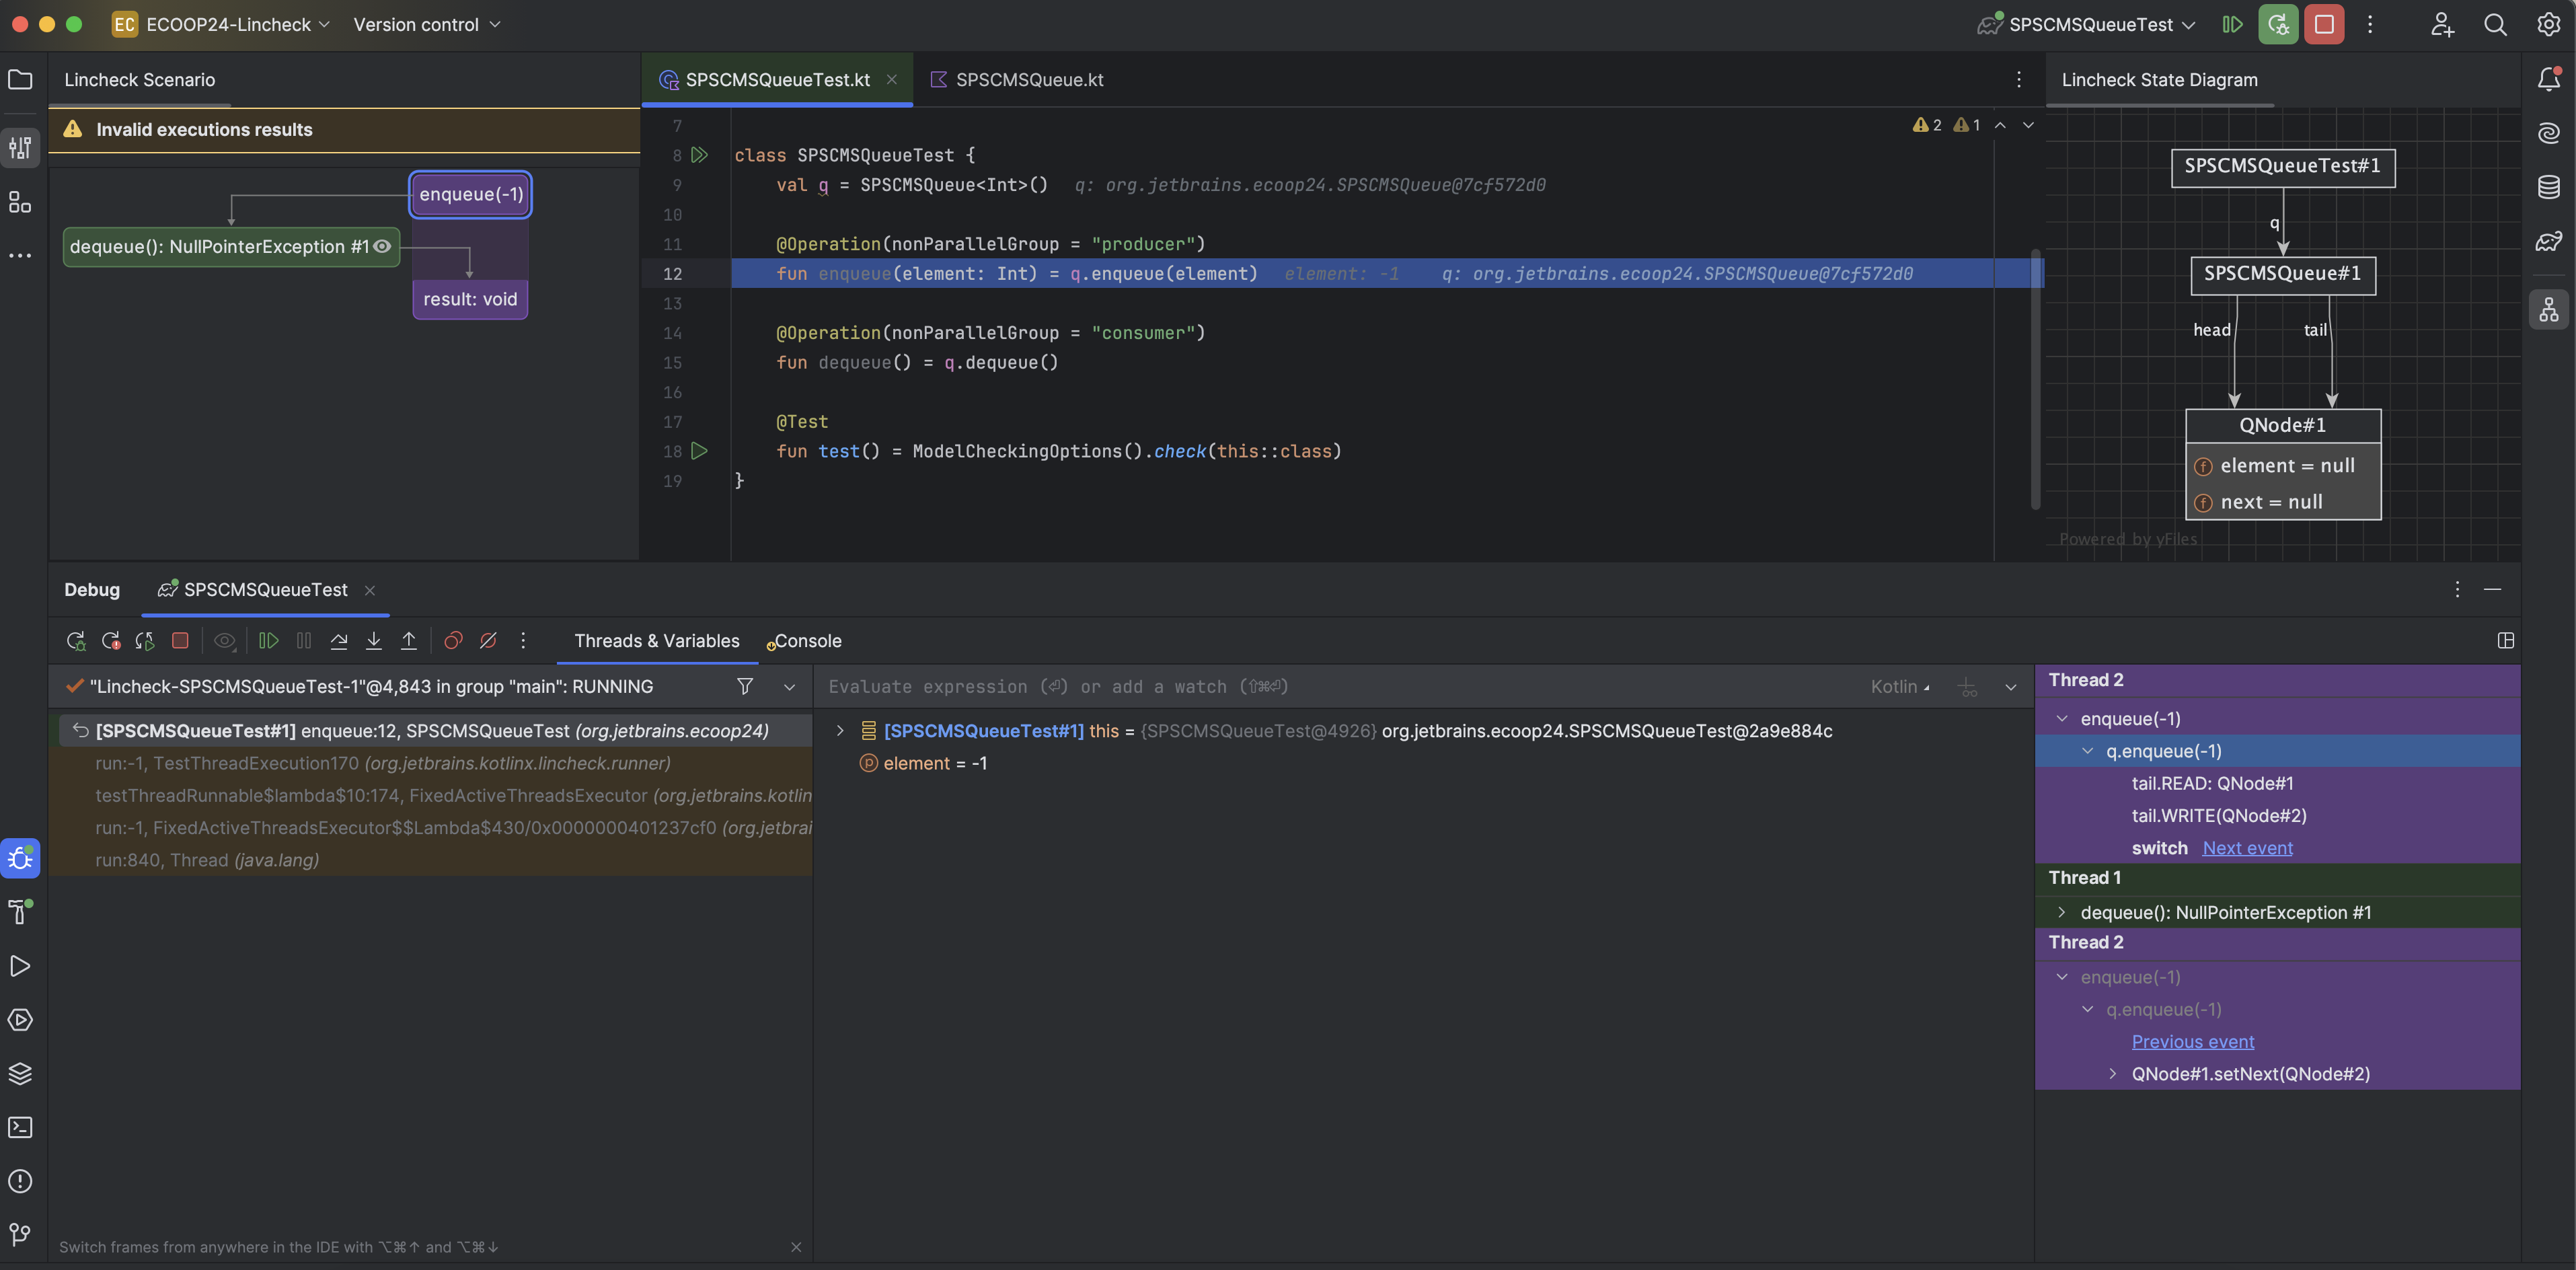 EC ECOOP24-Lincheck Version control SPSCMSQueueTest
Lincheck Scenario
Invalid executions results
enqueue(-1)
dequeue(): NullPointerException #1
result: void
SPSCMSQueueTest.kt SPSCMSQueue.kt
2 1
7
8 class SPSCMSQueueTest {
9 val q = SPSCMSQueue<Int>() q: org.jetbrains.ecoop24.SPSCMSQueue@7cf572d0
10
11 @Operation(nonParallelGroup = "producer")
12 fun enqueue(element: Int) = q.enqueue(element) element: -1 q: org.jetbrains.ecoop24.SPSCMSQueue@7cf572d0
13
14 @Operation(nonParallelGroup = "consumer")
15 fun dequeue() = q.dequeue()
16
17 @Test
18 fun test() = ModelCheckingOptions().check(this::class)
19 }
Lincheck State Diagram
SPSCMSQueueTest#1
q
SPSCMSQueue#1
head tail
QNode#1
f element = null
f next = null
Powered by yFiles
Debug SPSCMSQueueTest
Threads & Variables Console
"Lincheck-SPSCMSQueueTest-1"@4,843 in group "main": RUNNING
[SPSCMSQueueTest#1] enqueue:12, SPSCMSQueueTest (org.jetbrains.ecoop24)
run:-1, TestThreadExecution170 (org.jetbrains.kotlinx.lincheck.runner)
testThreadRunnable$lambda$10:174, FixedActiveThreadsExecutor (org.jetbrains.kotlin
run:-1, FixedActiveThreadsExecutor$$Lambda$430/0x0000000401237cf0 (org.jetbrai
run:840, Thread (java.lang)
Switch frames from anywhere in the IDE with ⌥⌘↑ and ⌥⌘↓
Evaluate expression (⏎) or add a watch (⇧⌘⏎) Kotlin
[SPSCMSQueueTest#1] this = {SPSCMSQueueTest@4926} org.jetbrains.ecoop24.SPSCMSQueueTest@2a9e884c
p element = -1
Thread 2
enqueue(-1)
q.enqueue(-1)
tail.READ: QNode#1
tail.WRITE(QNode#2)
switch Next event
Thread 1
dequeue(): NullPointerException #1
Thread 2
enqueue(-1)
q.enqueue(-1)
Previous event
QNode#1.setNext(QNode#2)